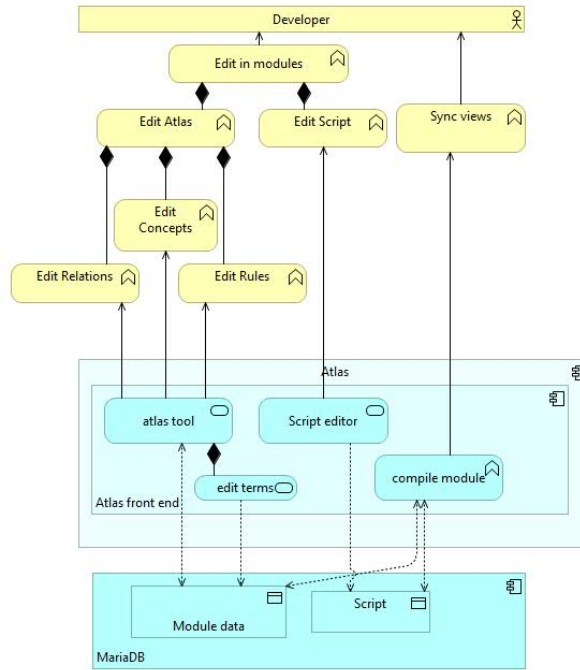 Developer
Edit in modules
Edit Atlas
Edit Script
Sync views
Edit
Concepts
Edit Relations
Edit Rules
Atlas
atlas tool
Script editor
compile module
edit terms
Atlas front end
Module data
Script
MariaDB